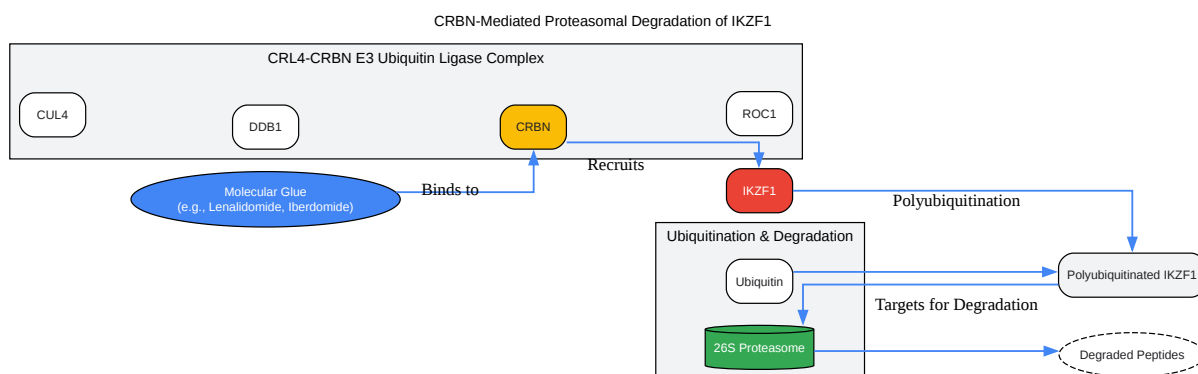 CRBN-Mediated Proteasomal Degradation of IKZF1
CRL4-CRBN E3 Ubiquitin Ligase Complex
CUL4
DDB1
CRBN
ROC1
Recruits
Molecular Glue
(e.g., Lenalidomide, Iberdomide)
Binds to
IKZF1
Polyubiquitination
Ubiquitination & Degradation
Ubiquitin
Polyubiquitinated IKZF1
Targets for Degradation
26S Proteasome
Degraded Peptides